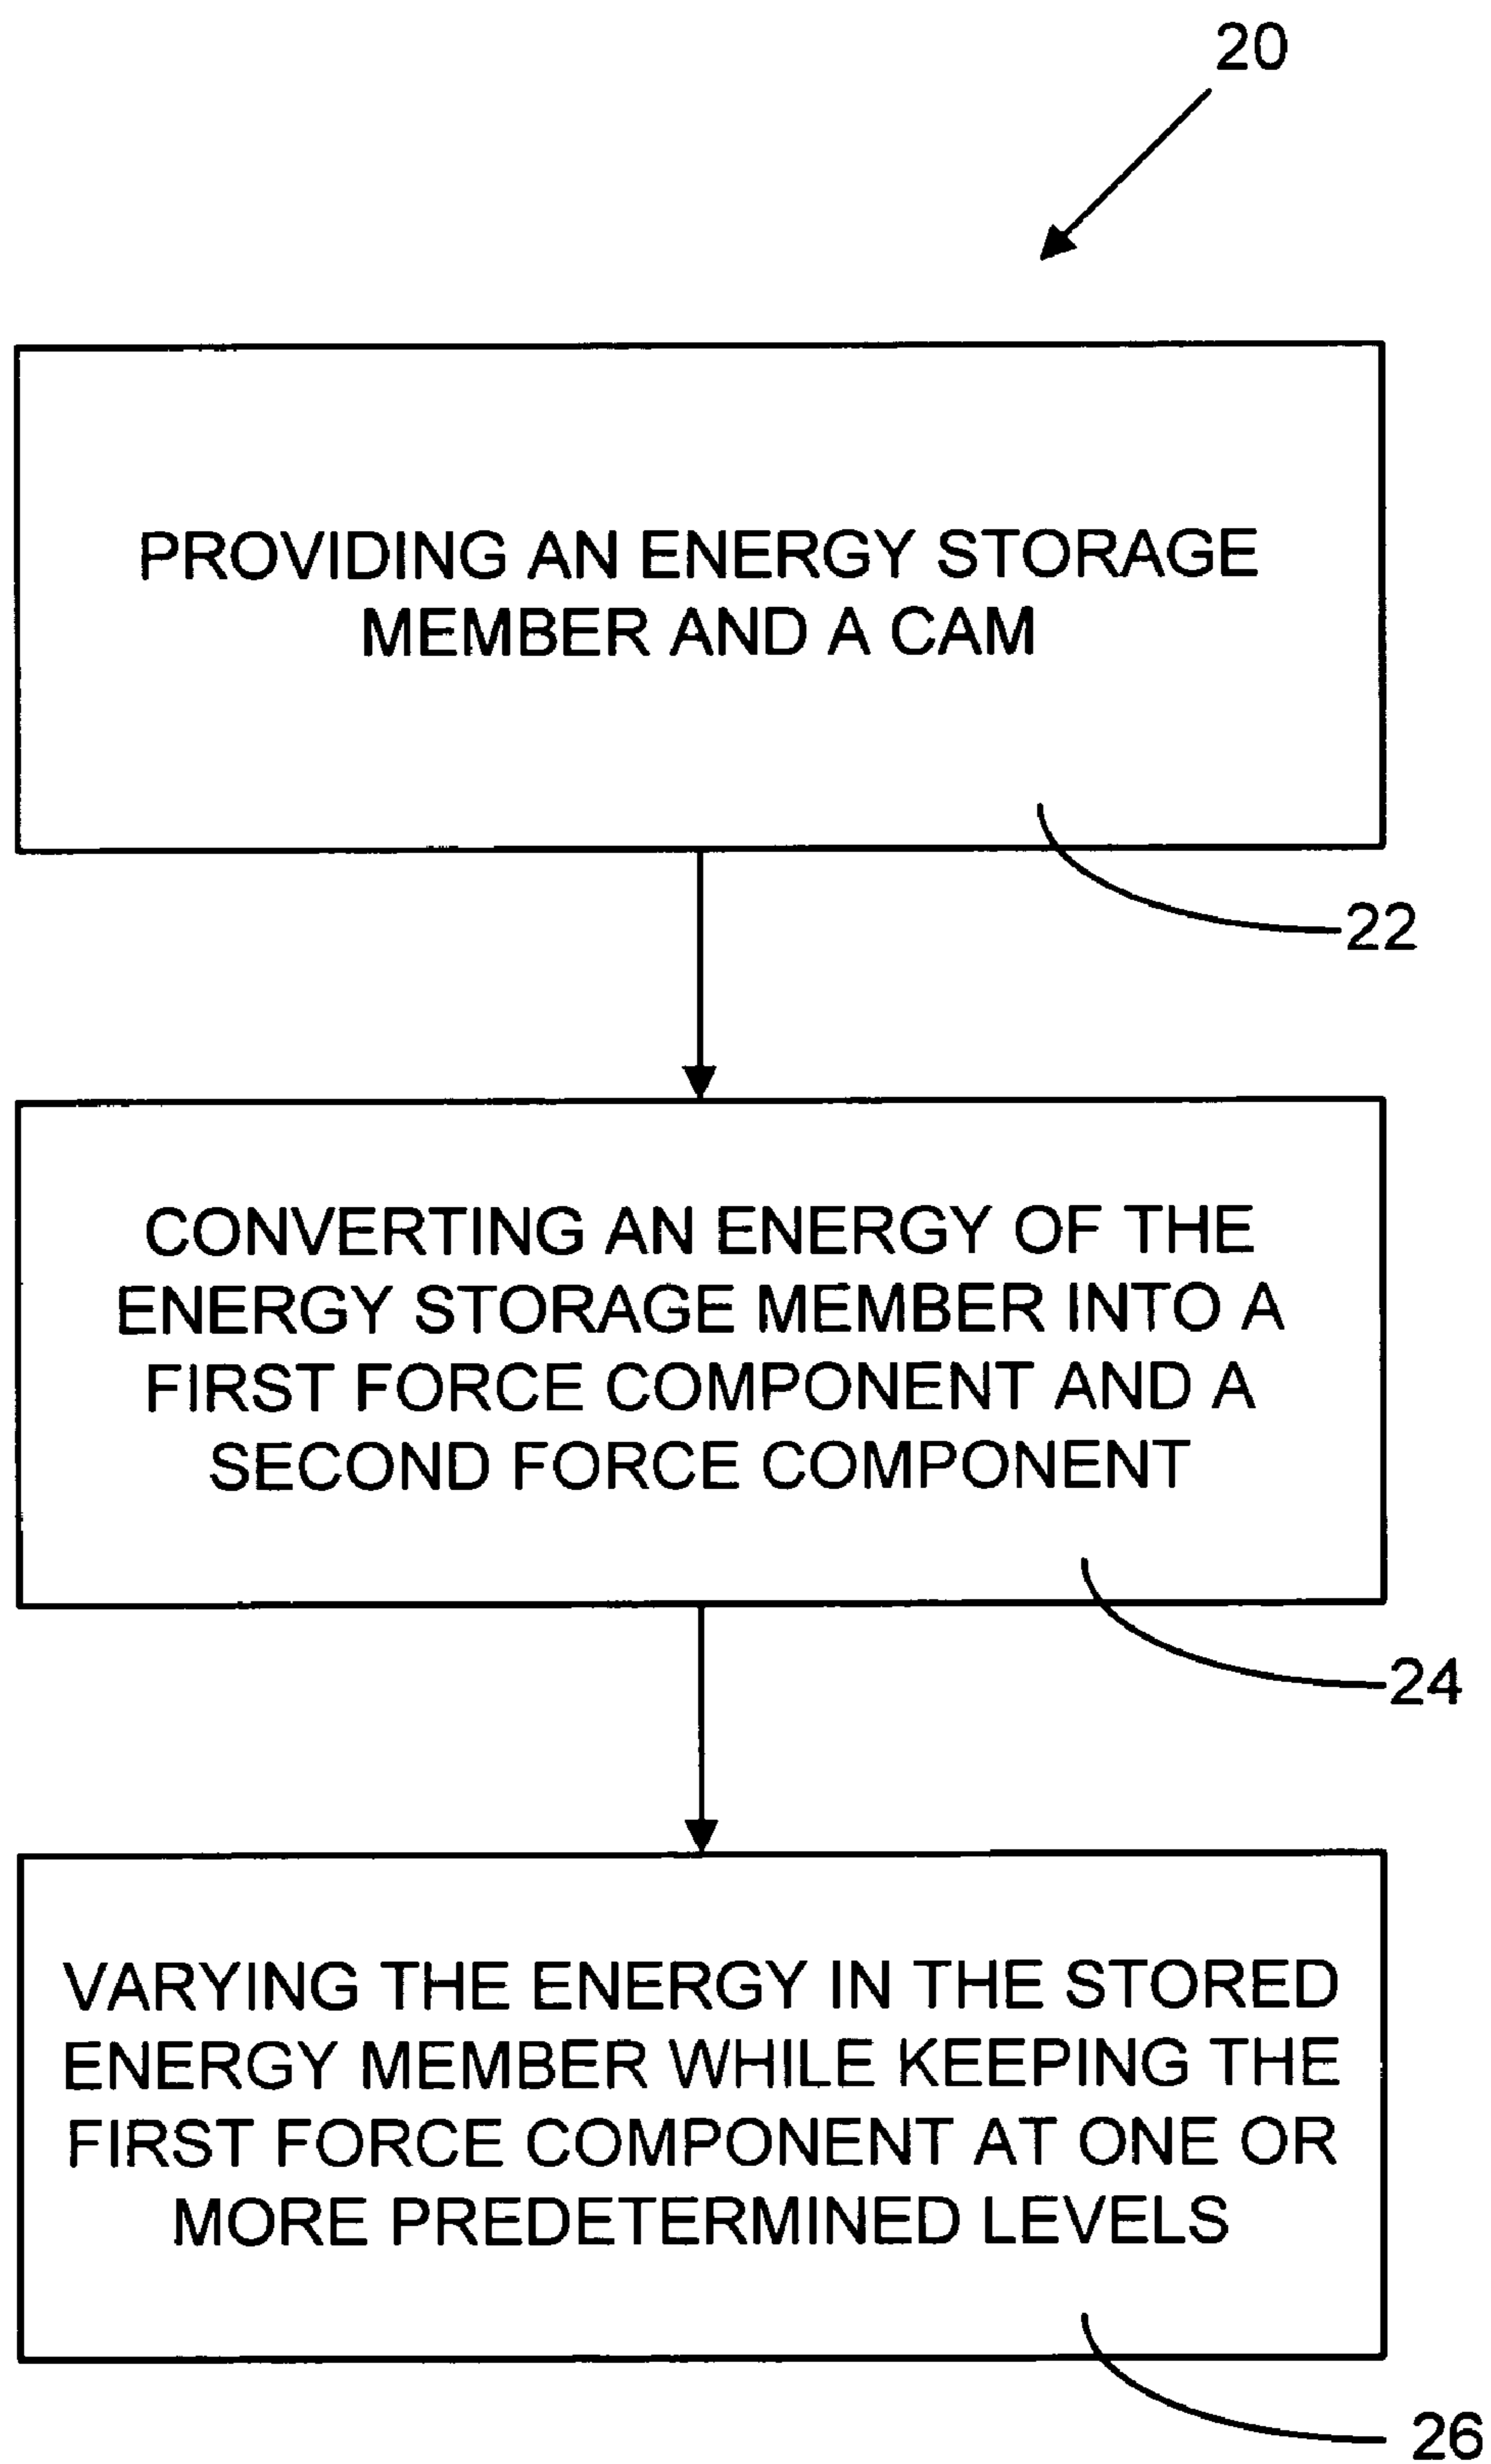 20
PROVIDING AN ENERGY STORAGE
MEMBER AND A CAM
22
CONVERTING AN ENERGY OF THE
ENERGY STORAGE MEMBER INTO A
FIRST FORCE COMPONENT AND A
SECOND FORCE COMPONENT
24
VARYING THE ENERGY IN THE STORED
ENERGY MEMBER WHILE KEEPING THE
FIRST FORCE COMPONENT AT ONE OR
MORE PREDETERMINED LEVELS
26